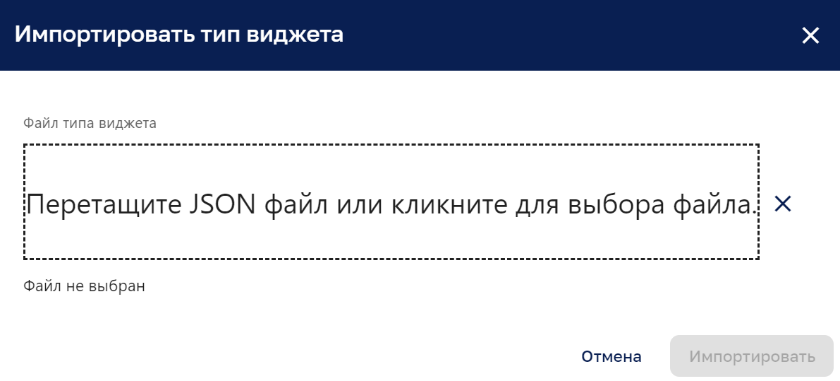 Импортировать тип виджета
Файл типа виджета
Перетащите JSON файл или кликните для выбора файла.
Файл не выбран
Отмена
Импортировать